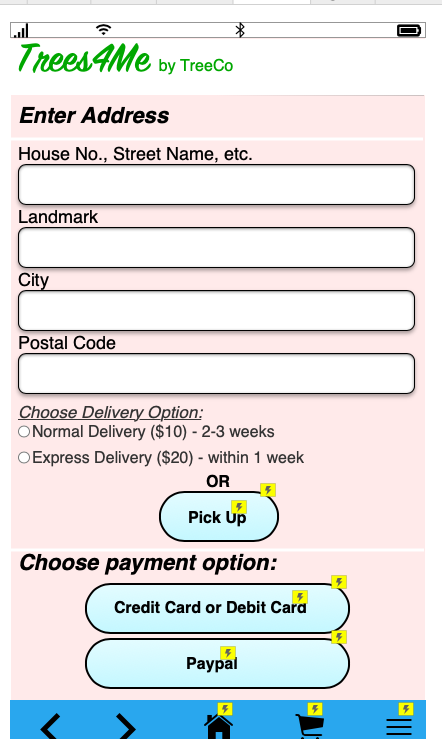 Trees4Me by TreeCo
Enter Address
House No., Street Name, etc.
Landmark
City
Postal Code
Choose Delivery Option:
Normal Delivery ($10) - 2-3 weeks
Express Delivery ($20) - within 1 week
OR
Pick Up
Choose payment option:
Credit Card or Debit Card
Paypal